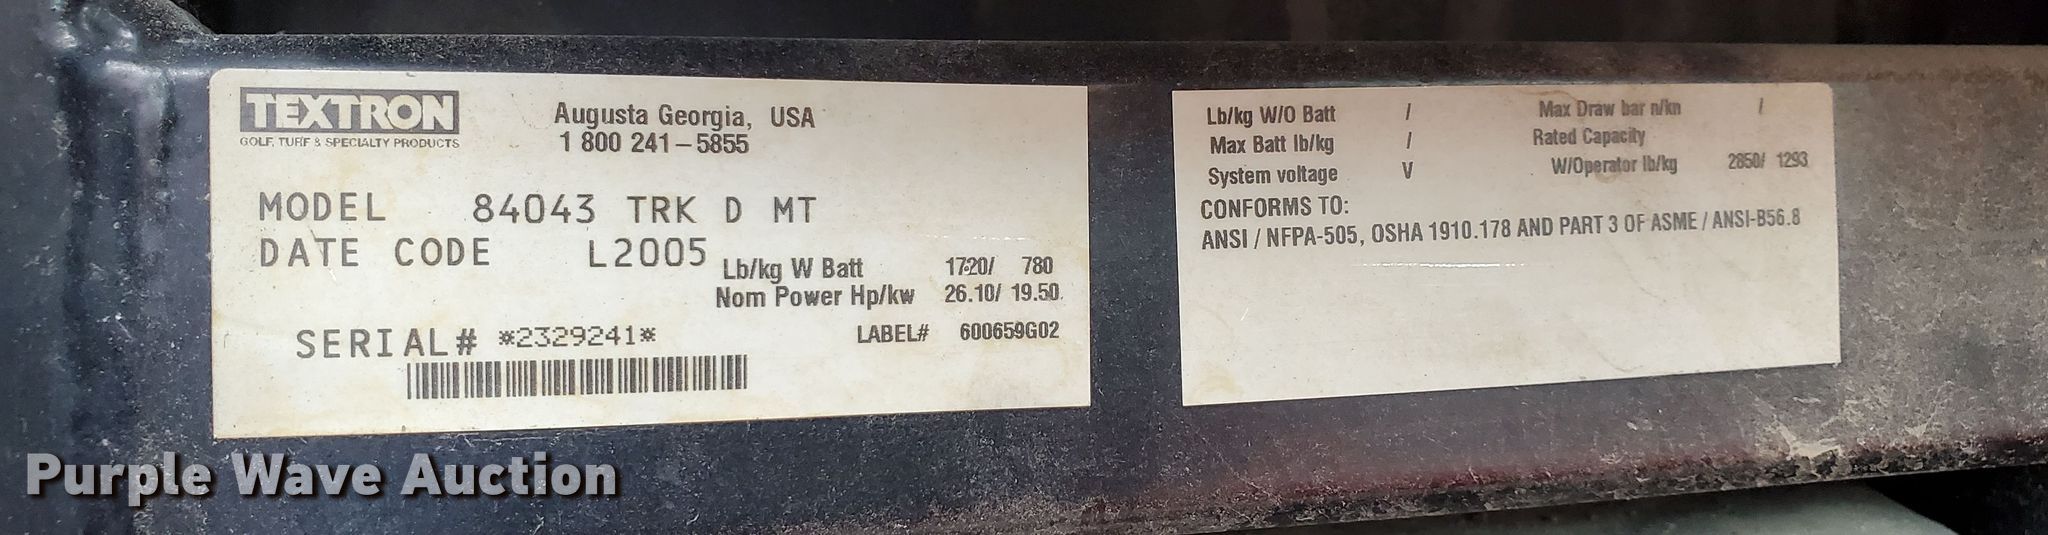 TEXTRON
GOLF, TURF & SPECIALTY PRODUCTS
Augusta Georgia, USA
1 800 241-5855
MODEL 84043 TRK D MT
DATE CODE L2005
Lb/kg W Batt 1720/ 780
Nom Power Hp/kw 26.10/ 19.50
SERIAL# *2329241*
LABEL# 600659G02
Lb/kg W/O Batt /
Max Batt lb/kg /
System voltage V
Max Draw bar n/kn /
Rated Capacity
W/Operator lb/kg 2850/ 1293
CONFORMS TO:
ANSI / NFPA-505, OSHA 1910.178 AND PART 3 OF ASME / ANSI-B56.8
Purple Wave Auction